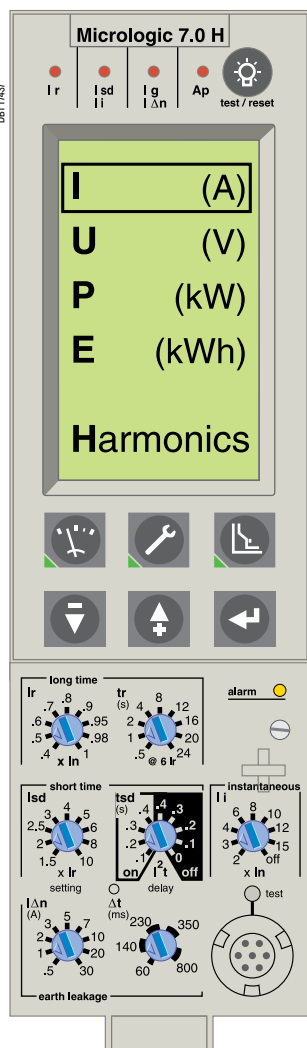 Micrologic 7.0 H
Ir
Isd
Ii
Ig
I∆n
Ap
test / reset
DB117437
I (A)
U (V)
P (kW)
E (kWh)
Harmonics
long time
Ir
.4 .5 .6 .7 .8 .9 .95 .98 1
x In
tr
(s)
.5 1 2 4 8 12 16 20 24
@ 6 Ir
alarm
short time
Isd
1.5 2 2.5 3 4 5 6 8 10
x Ir
setting
tsd
(s)
.1 .2 .3 .4 .4 .3 .2 .1 0
on I²t off
delay
instantaneous
Ii
2 3 4 6 8 10 12 15 off
x In
I∆n
(A)
.5 1 2 3 5 7 10 20 30
∆t
(ms)
60 140 230 350 800
earth leakage
test